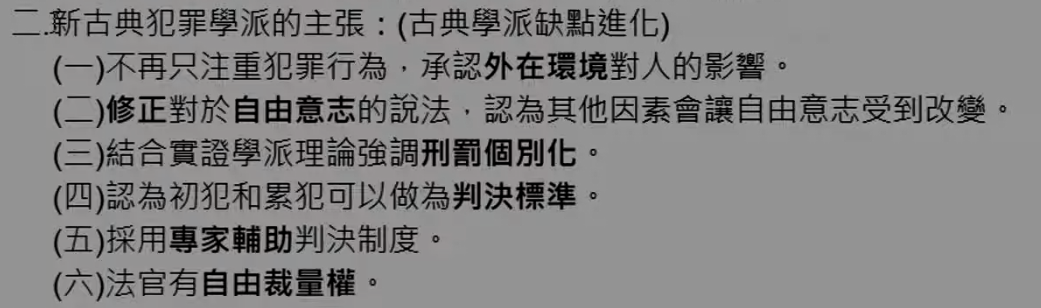 二.新古典犯罪學派的主張：(古典學派缺點進化)
(一)不再只注重犯罪行為，承認外在環境對人的影響。
(二)修正對於自由意志的說法，認為其他因素會讓自由意志受到改變。
(三)結合實證學派理論強調刑罰個別化。
(四)認為初犯和累犯可以做為判決標準。
(五)採用專家輔助判決制度。
(六)法官有自由裁量權。